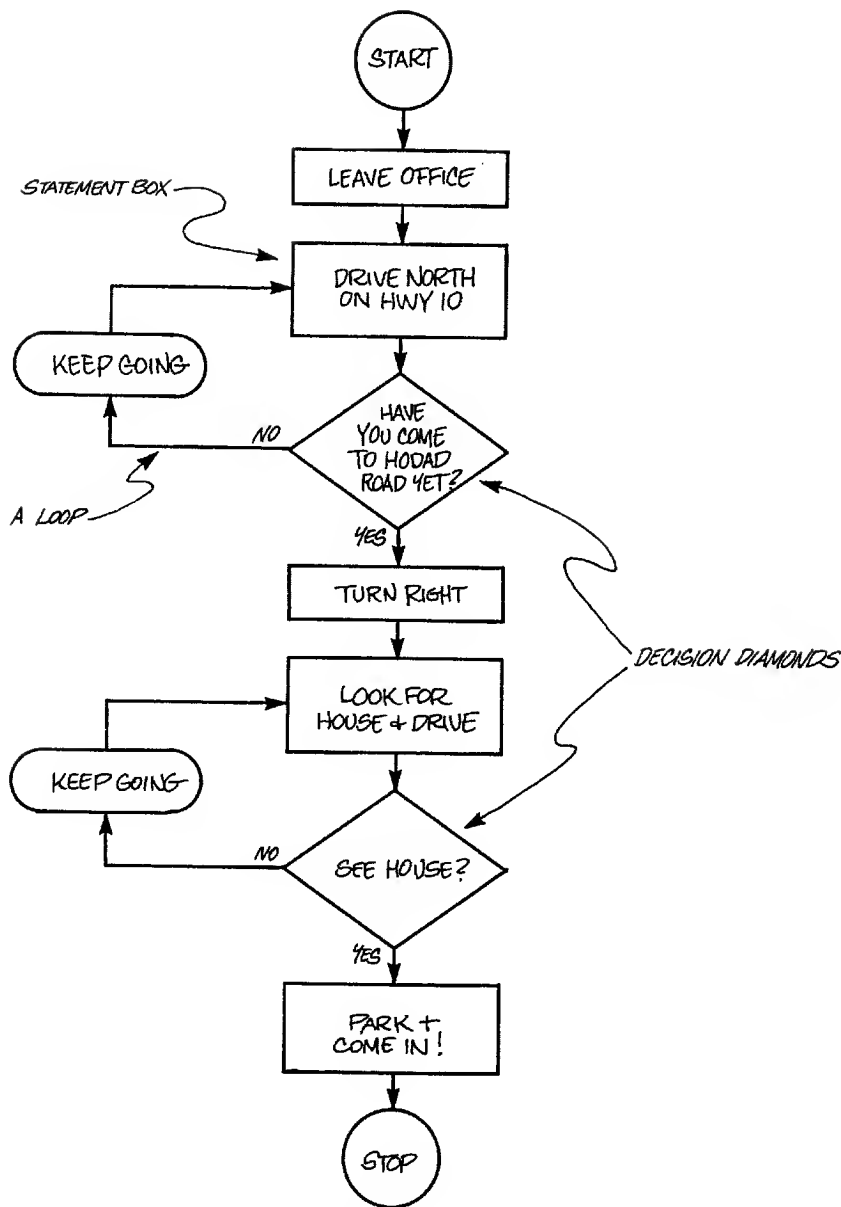 START
LEAVE OFFICE
STATEMENT BOX
DRIVE NORTH
ON HWY 10
KEEP GOING
HAVE
YOU COME
TO HODAD
ROAD YET?
NO
A LOOP
YES
TURN RIGHT
DECISION DIAMONDS
LOOK FOR
HOUSE + DRIVE
KEEP GOING
NO
SEE HOUSE?
YES
PARK +
COME IN!
STOP